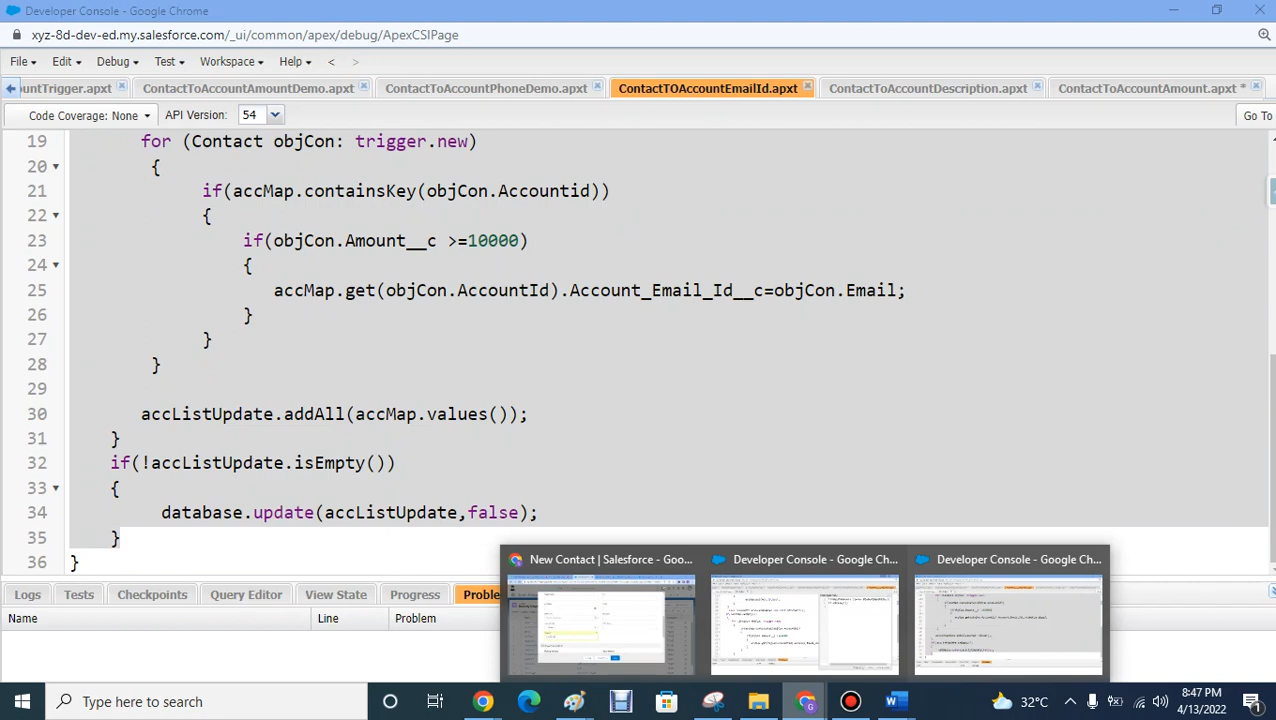 Developer Console - Google Chrome
xyz-8d-dev-ed.my.salesforce.com/_ui/common/apex/debug/ApexCSIPage
File Edit Debug Test Workspace Help < >
ountTrigger.apxt ContactToAccountAmountDemo.apxt ContactToAccountPhoneDemo.apxt ContactTOAccountEmailId.apxt ContactToAccountDescription.apxt ContactToAccountAmount.apxt *
Code Coverage: None API Version: 54 Go To
19 for (Contact objCon: trigger.new)
20 {
21 if(accMap.containsKey(objCon.Accountid))
22 {
23 if(objCon.Amount__c >=10000)
24 {
25 accMap.get(objCon.AccountId).Account_Email_Id__c=objCon.Email;
26 }
27 }
28 }
29
30 accListUpdate.addAll(accMap.values());
31 }
32 if(!accListUpdate.isEmpty())
33 {
34 database.update(accListUpdate,false);
35 }
36 }
New Contact | Salesforce - Goo... Developer Console - Google Ch... Developer Console - Google Ch...
Logs Tests Checkpoi Query Editor View State Progress Proble
Name Line Problem
Type here to search
32°C
8:47 PM
4/13/2022
1